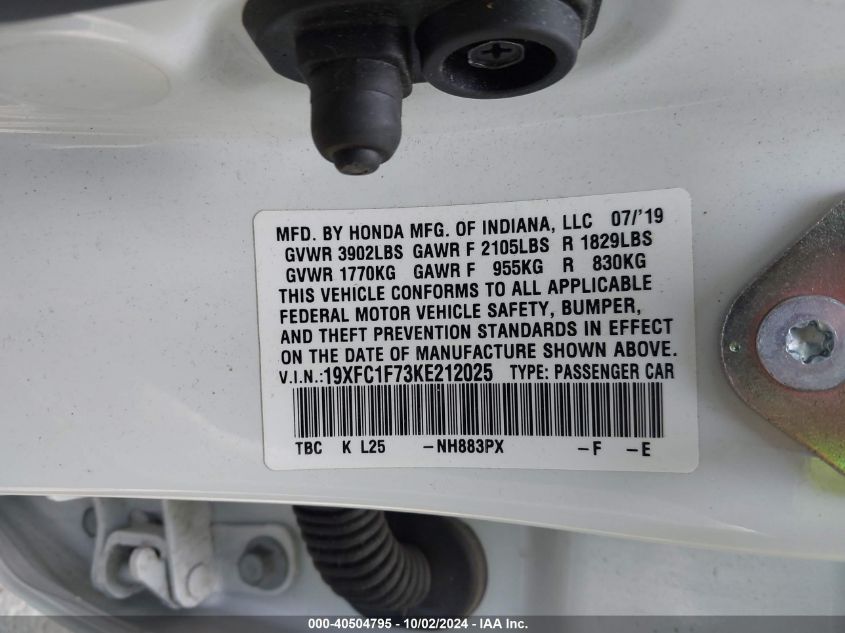 MFD. BY HONDA MFG. OF INDIANA, LLC 07/'19
GVWR 3902LBS GAWR F 2105LBS R 1829LBS
GVWR 1770KG GAWR F 955KG R 830KG
THIS VEHICLE CONFORMS TO ALL APPLICABLE
FEDERAL MOTOR VEHICLE SAFETY, BUMPER,
AND THEFT PREVENTION STANDARDS IN EFFECT
ON THE DATE OF MANUFACTURE SHOWN ABOVE.
V.I.N.:19XFC1F73KE212025 TYPE: PASSENGER CAR
TBC K L25 -NH883PX -F -E
000-40504795 - 10/02/2024 - IAA Inc.